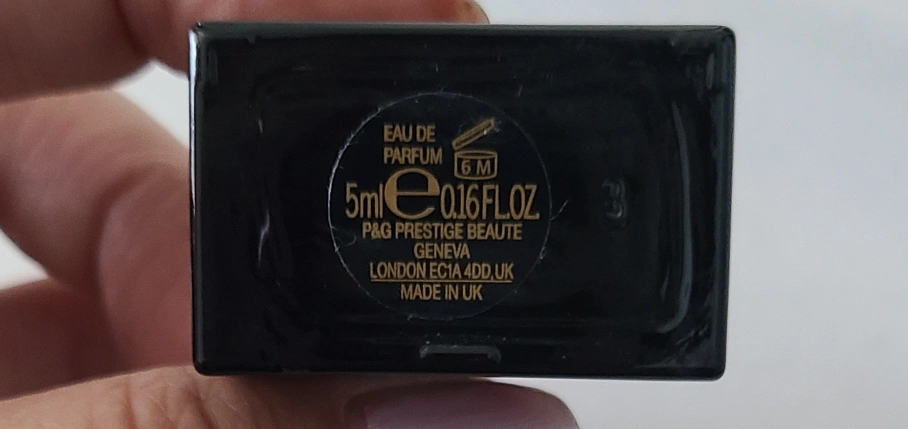 EAU DE
PARFUM
6 M
5ml e 0.16 FL.OZ
P&G PRESTIGE BEAUTE
GENEVA
LONDON EC1A 4DD, UK
MADE IN UK